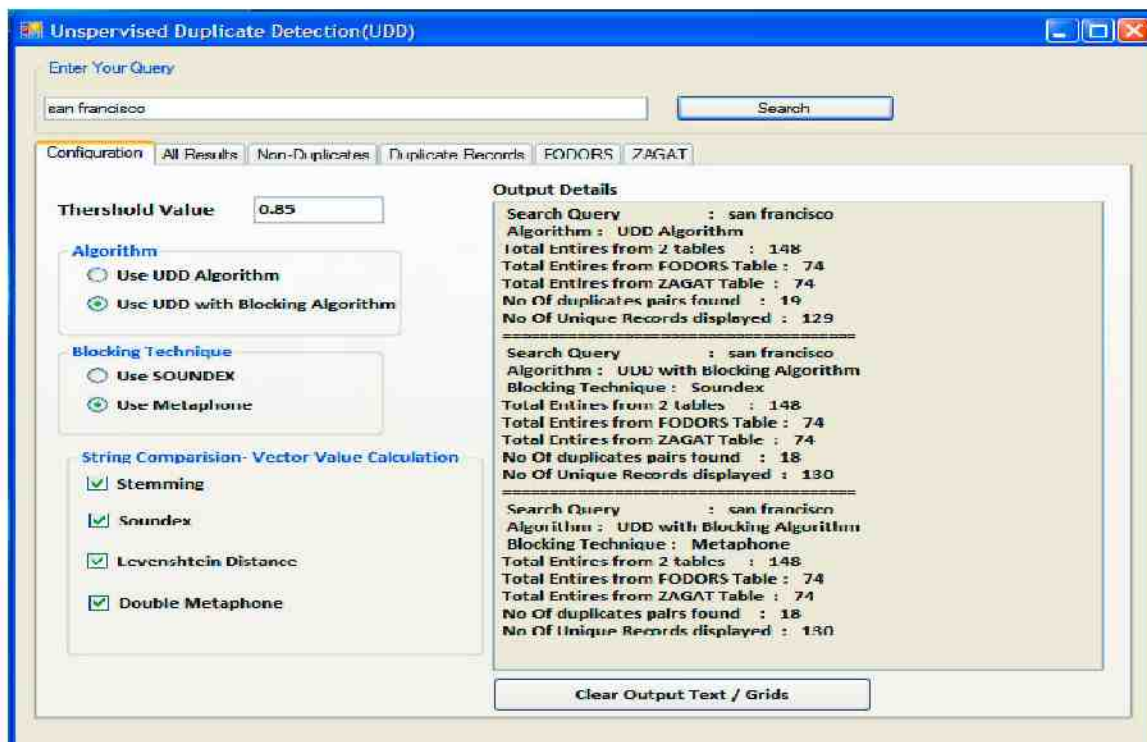 Unspervised Duplicate Detection(UDD)
Enter Your Query
san francisco
Search
Configuration All Results Non-Duplicates Duplicate Records FODORS ZAGAT
Thershold Value 0.85
Algorithm
Use UDD Algorithm
Use UDD with Blocking Algorithm
Blocking Technique
Use SOUNDEX
Use Metaphone
String Comparision- Vector Value Calculation
Stemming
Soundex
Levenshtein Distance
Double Metaphone
Output Details
Search Query : san francisco
Algorithm : UDD Algorithm
Total Entires from 2 tables : 148
Total Entires from FODORS Table : 74
Total Entires from ZAGAT Table : 74
No Of duplicates pairs found : 19
No Of Unique Records displayed : 129
========================================
Search Query : san francisco
Algorithm : UDD with Blocking Algorithm
Blocking Technique : Soundex
Total Entires from 2 tables : 148
Total Entires from FODORS Table : 74
Total Entires from ZAGAT Table : 74
No Of duplicates pairs found : 18
No Of Unique Records displayed : 130
========================================
Search Query : san francisco
Algorithm : UDD with Blocking Algorithm
Blocking Technique : Metaphone
Total Entires from 2 tables : 148
Total Entires from FODORS Table : 74
Total Entires from ZAGAT Table : 74
No Of duplicates pairs found : 18
No Of Unique Records displayed : 130
Clear Output Text / Grids